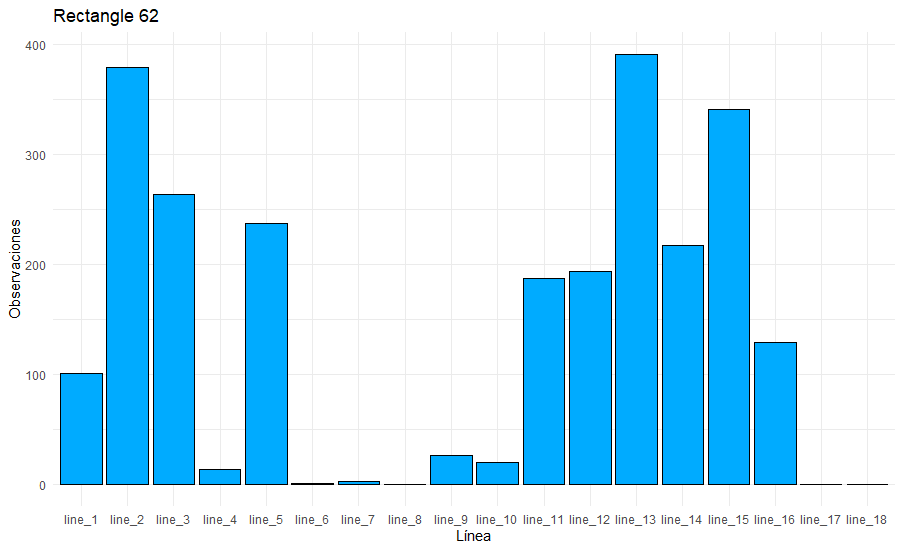 Rectangle 62
400
300
200
100
0
Observaciones
line_1 line_2 line_3 line_4 line_5 line_6 line_7 line_8 line_9 line_10 line_11 line_12 line_13 line_14 line_15 line_16 line_17 line_18
Línea